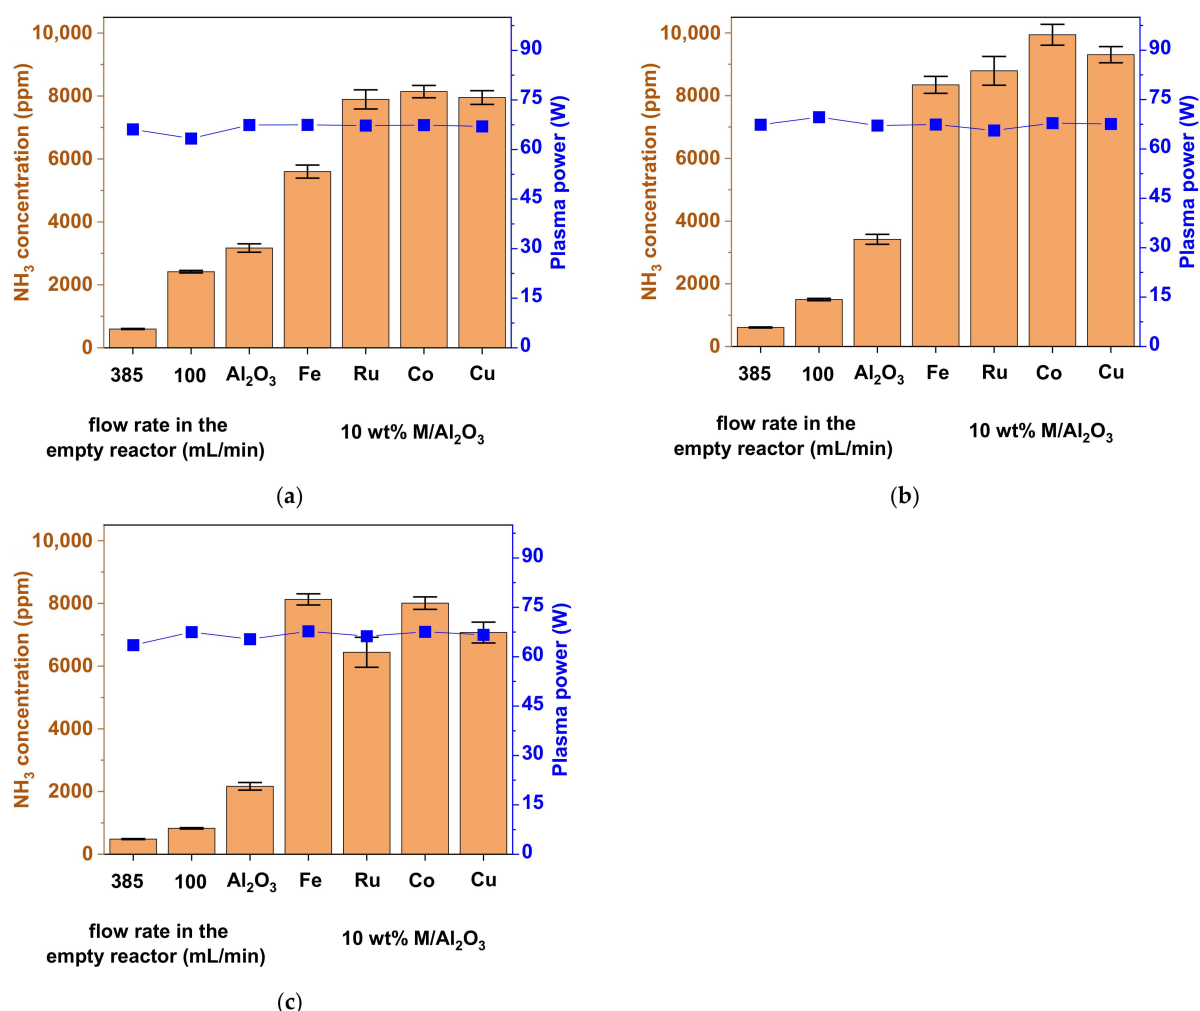 10,000
8000
6000
4000
2000
0
NH₃ concentration (ppm)
90
75
60
45
30
15
0
Plasma power (W)
385 100 Al₂O₃ Fe Ru Co Cu
flow rate in the
empty reactor (mL/min)
10 wt% M/Al₂O₃
(a)
10,000
8000
6000
4000
2000
0
NH₃ concentration (ppm)
90
75
60
45
30
15
0
Plasma power (W)
385 100 Al₂O₃ Fe Ru Co Cu
flow rate in the
empty reactor (mL/min)
10 wt% M/Al₂O₃
(b)
10,000
8000
6000
4000
2000
0
NH₃ concentration (ppm)
90
75
60
45
30
15
0
Plasma power (W)
385 100 Al₂O₃ Fe Ru Co Cu
flow rate in the
empty reactor (mL/min)
10 wt% M/Al₂O₃
(c)